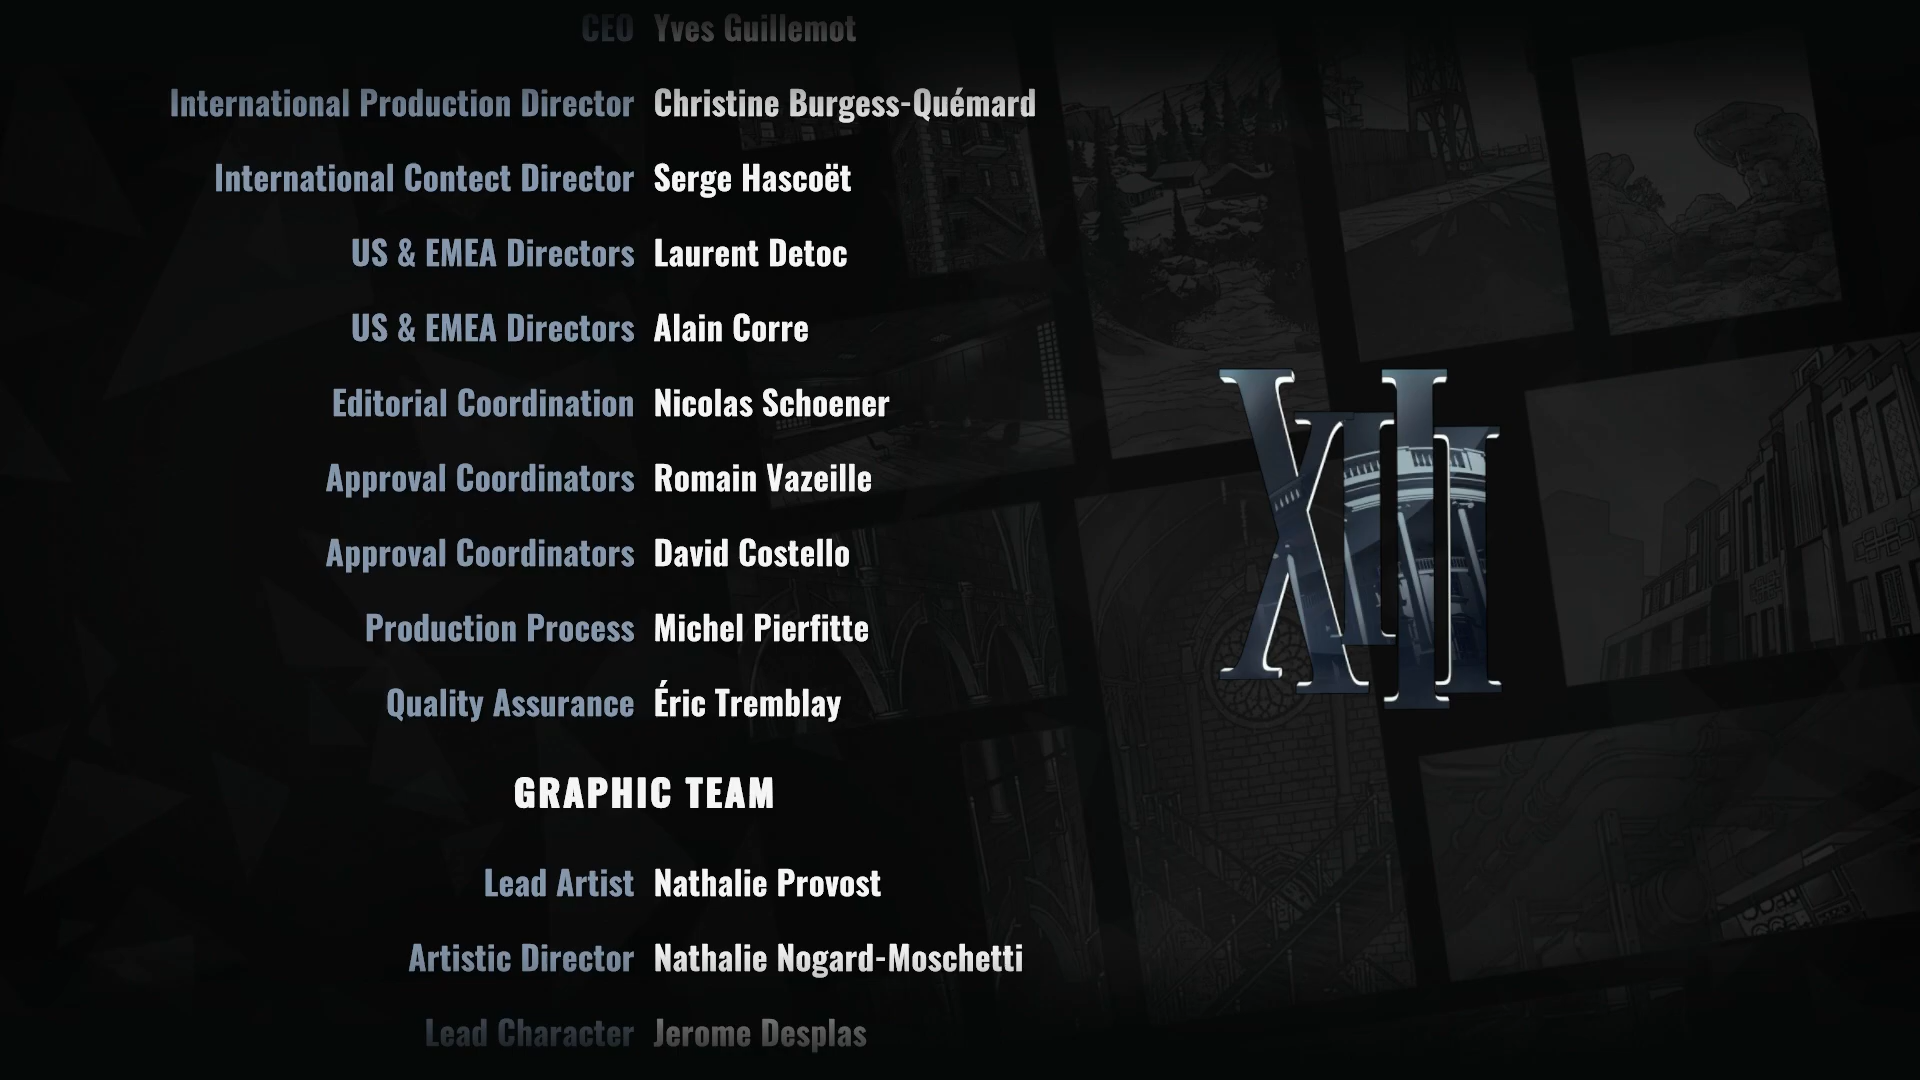 CEO Yves Guillemot
International Production Director Christine Burgess-Quémard
International Contect Director Serge Hascoët
US & EMEA Directors Laurent Detoc
US & EMEA Directors Alain Corre
Editorial Coordination Nicolas Schoener
Approval Coordinators Romain Vazeille
Approval Coordinators David Costello
Production Process Michel Pierfitte
Quality Assurance Éric Tremblay
GRAPHIC TEAM
Lead Artist Nathalie Provost
Artistic Director Nathalie Nogard-Moschetti
Lead Character Jerome Desplas
XIII